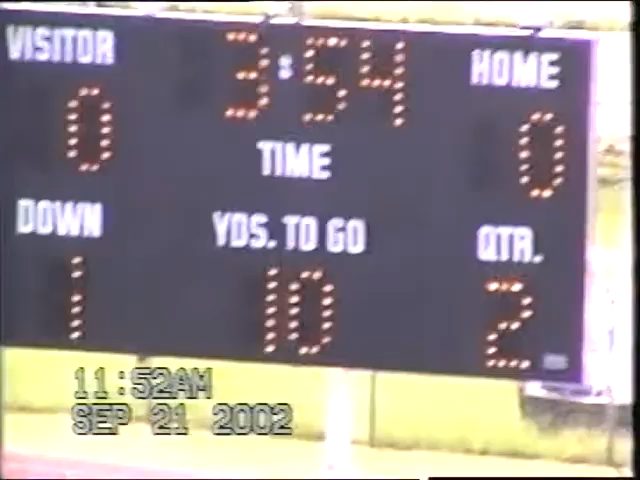 VISITOR 3:54 HOME
0 TIME 0
DOWN YDS. TO GO QTR.
1 10 2
11:52AM
SEP 21 2002